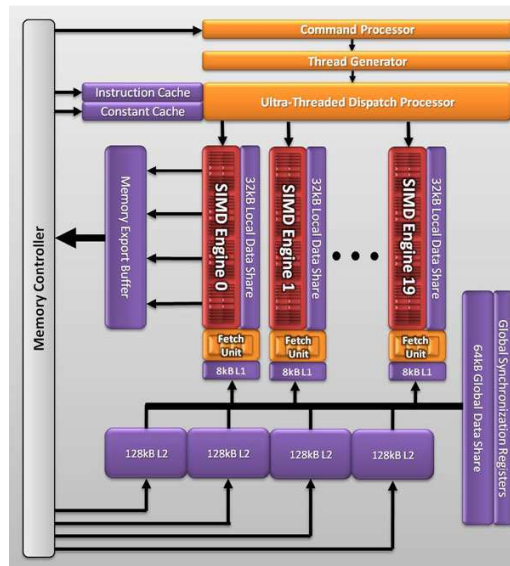 Command Processor
Thread Generator
Instruction Cache
Constant Cache
Ultra-Threaded Dispatch Processor
Memory Controller
Memory Export Buffer
SIMD Engine 0
32kB Local Data Share
SIMD Engine 1
32kB Local Data Share
SIMD Engine 19
32kB Local Data Share
Fetch
Unit
Fetch
Unit
Fetch
Unit
8kB L1
8kB L1
8kB L1
64kB Global Data Share
Global Synchronization Registers
128kB L2
128kB L2
128kB L2
128kB L2